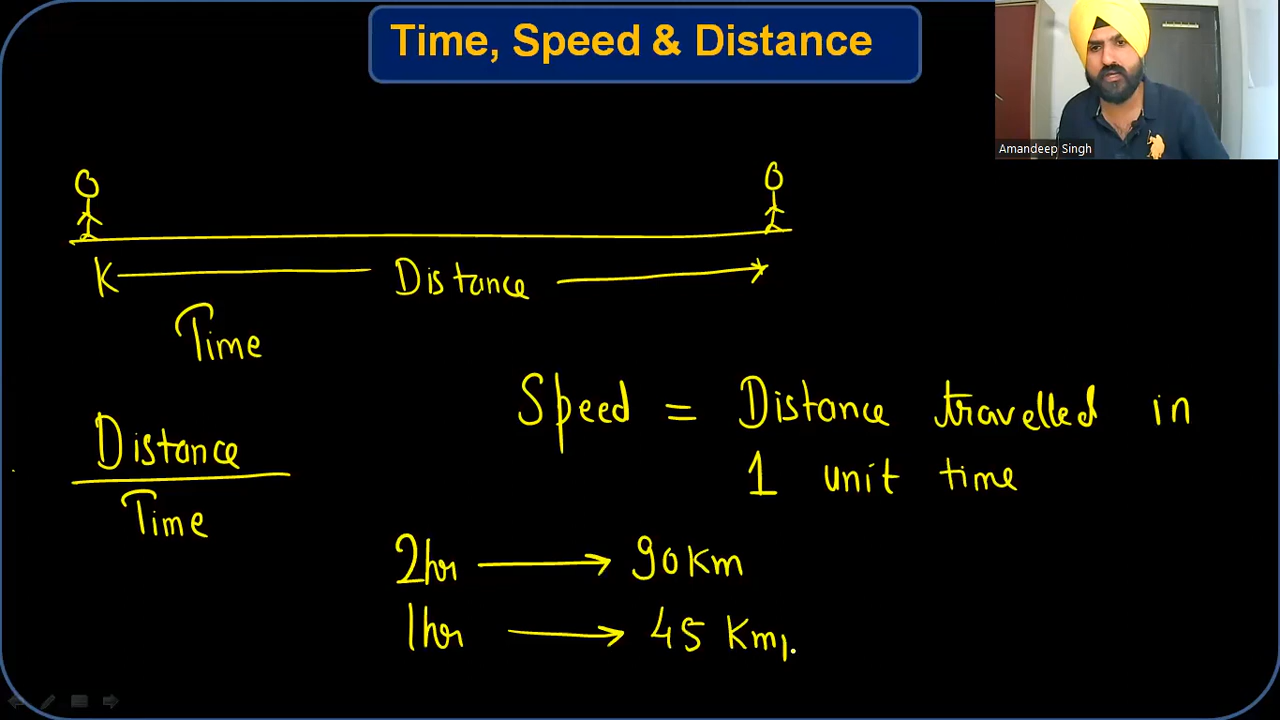 Time, Speed & Distance
Amandeep Singh
Distance
Time
Speed = Distance travelled in
1 unit time
Distance
Time
2hr → 90Km
1hr → 45 Kmp